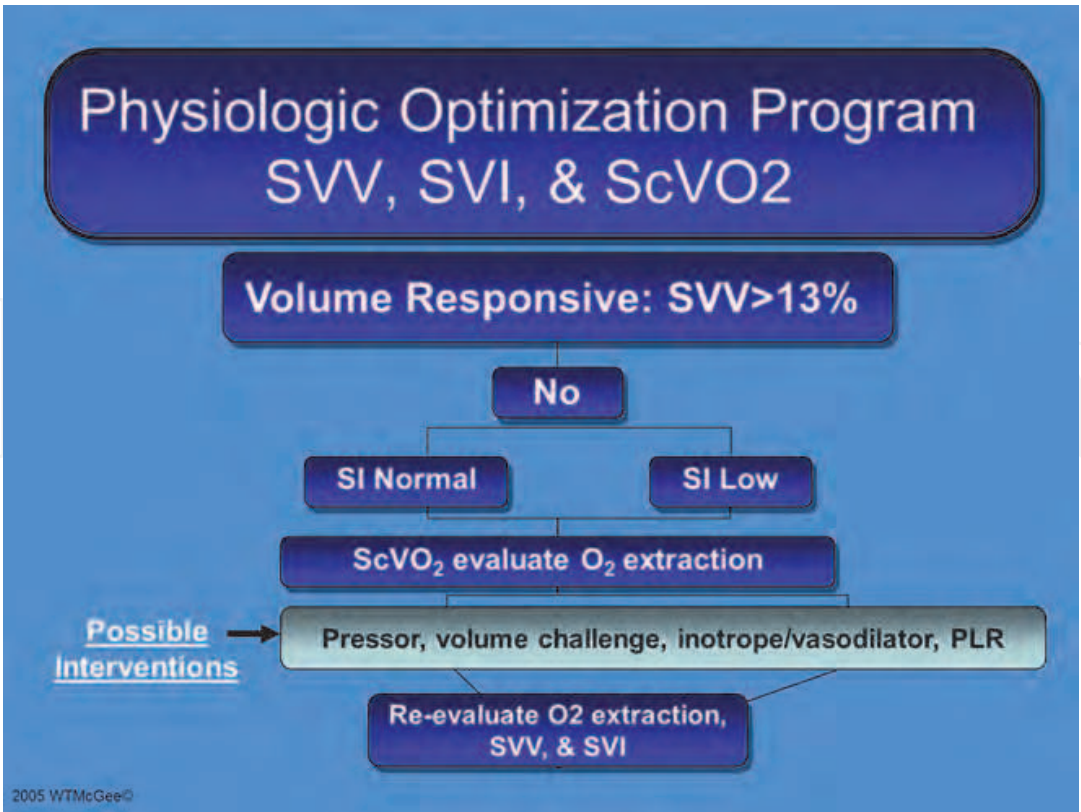 Physiologic Optimization Program
SVV, SVI, & ScVO2
Volume Responsive: SVV>13%
No
SI Normal
SI Low
ScVO₂ evaluate O₂ extraction
Possible
Interventions
Pressor, volume challenge, inotrope/vasodilator, PLR
Re-evaluate O2 extraction,
SVV, & SVI
2005 WTMcGee©